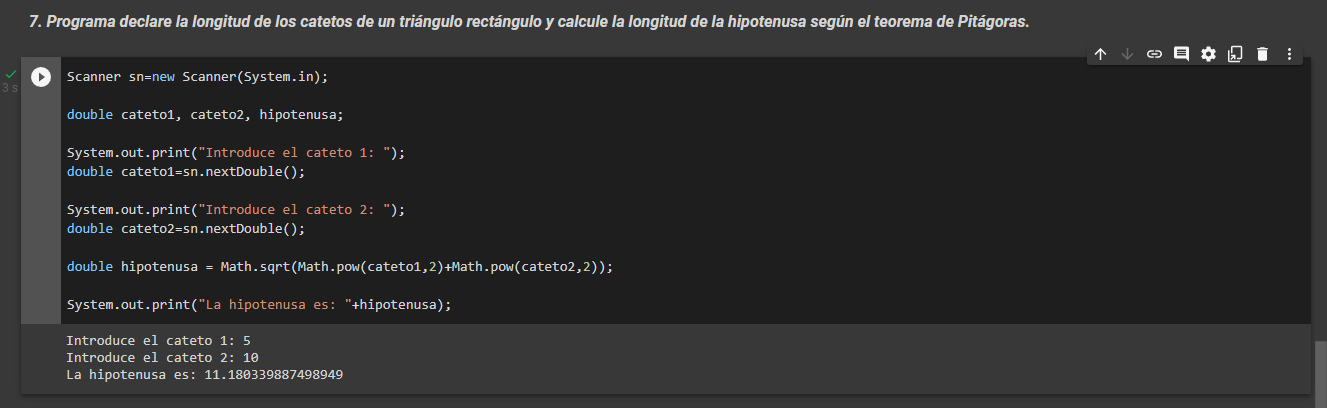 7. Programa declare la longitud de los catetos de un triángulo rectángulo y calcule la longitud de la hipotenusa según el teorema de Pitágoras.
3 s
Scanner sn=new Scanner(System.in);
double cateto1, cateto2, hipotenusa;
System.out.print("Introduce el cateto 1: ");
double cateto1=sn.nextDouble();
System.out.print("Introduce el cateto 2: ");
double cateto2=sn.nextDouble();
double hipotenusa = Math.sqrt(Math.pow(cateto1,2)+Math.pow(cateto2,2));
System.out.print("La hipotenusa es: "+hipotenusa);
Introduce el cateto 1: 5
Introduce el cateto 2: 10
La hipotenusa es: 11.180339887498949